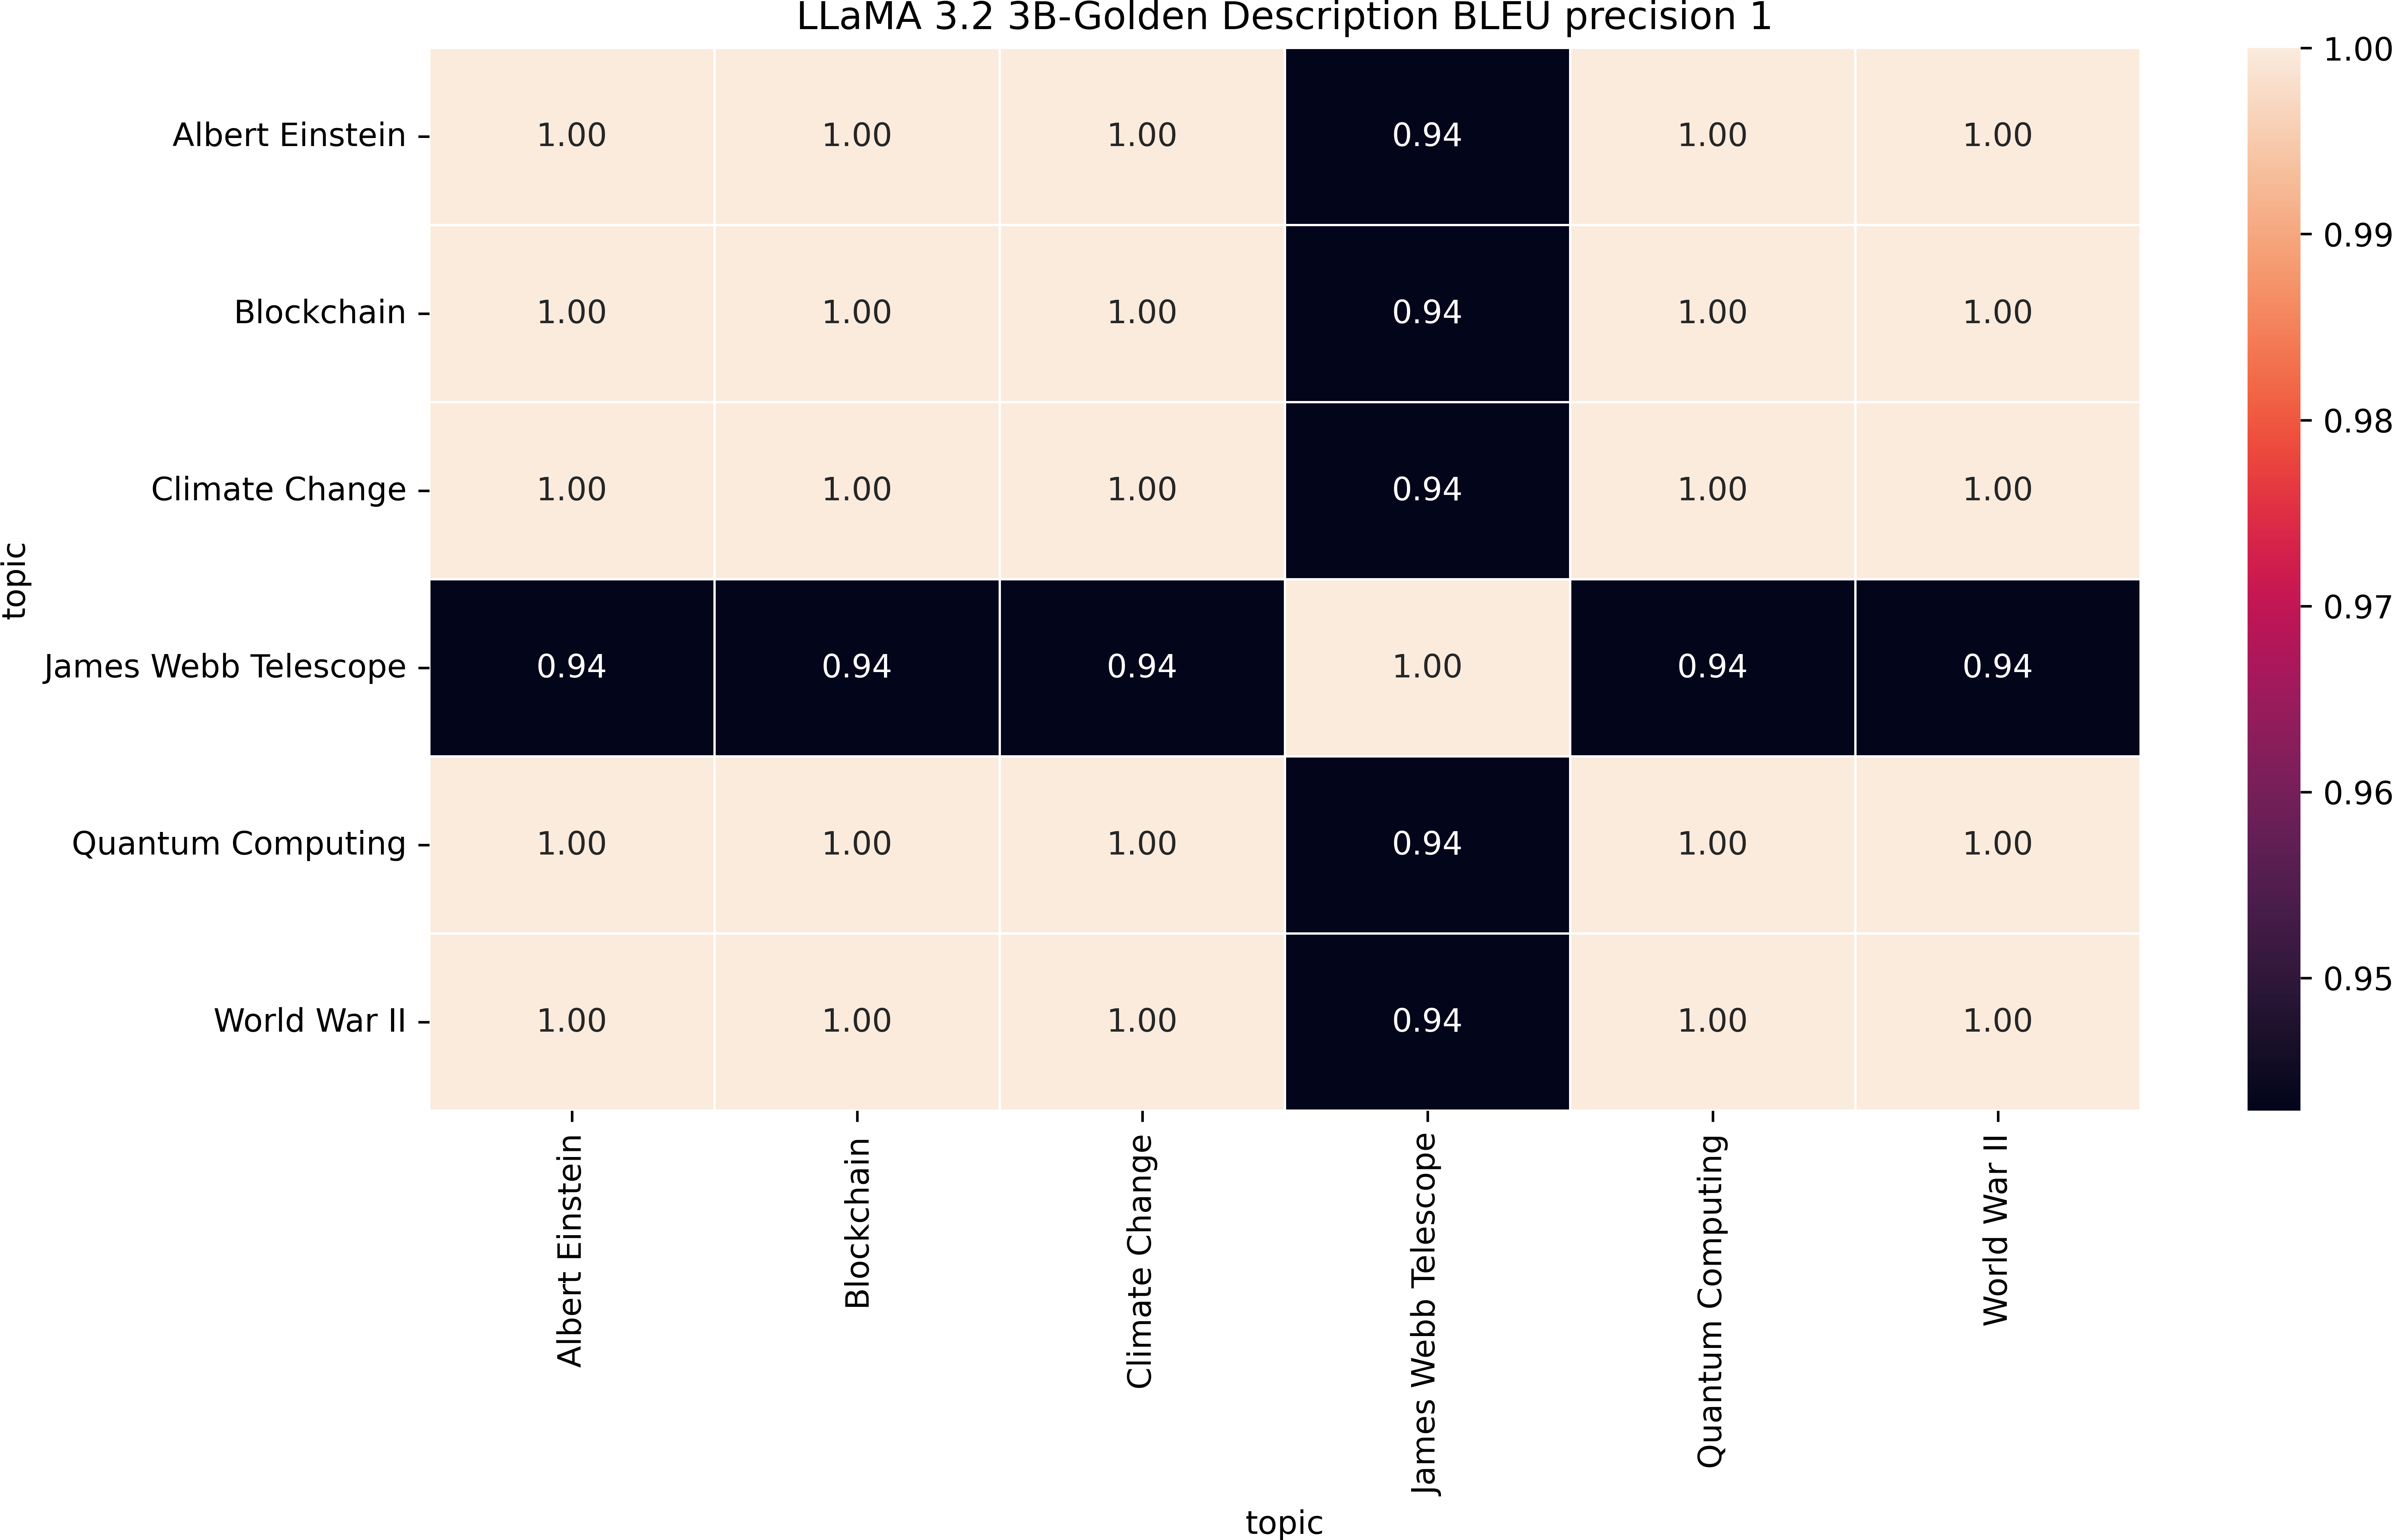 LLaMA 3.2 3B-Golden Description BLEU precision 1
topic
Albert Einstein 1.00 1.00 1.00 0.94 1.00 1.00
Blockchain 1.00 1.00 1.00 0.94 1.00 1.00
Climate Change 1.00 1.00 1.00 0.94 1.00 1.00
James Webb Telescope 0.94 0.94 0.94 1.00 0.94 0.94
Quantum Computing 1.00 1.00 1.00 0.94 1.00 1.00
World War II 1.00 1.00 1.00 0.94 1.00 1.00
Albert Einstein
Blockchain
Climate Change
James Webb Telescope
Quantum Computing
World War II
topic
1.00
0.99
0.98
0.97
0.96
0.95